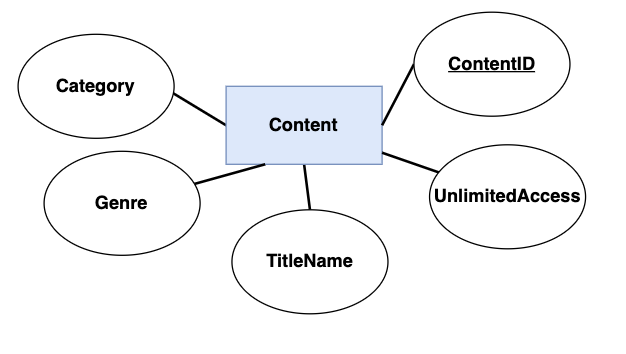 ContentID
Category
Content
UnlimitedAccess
Genre
TitleName